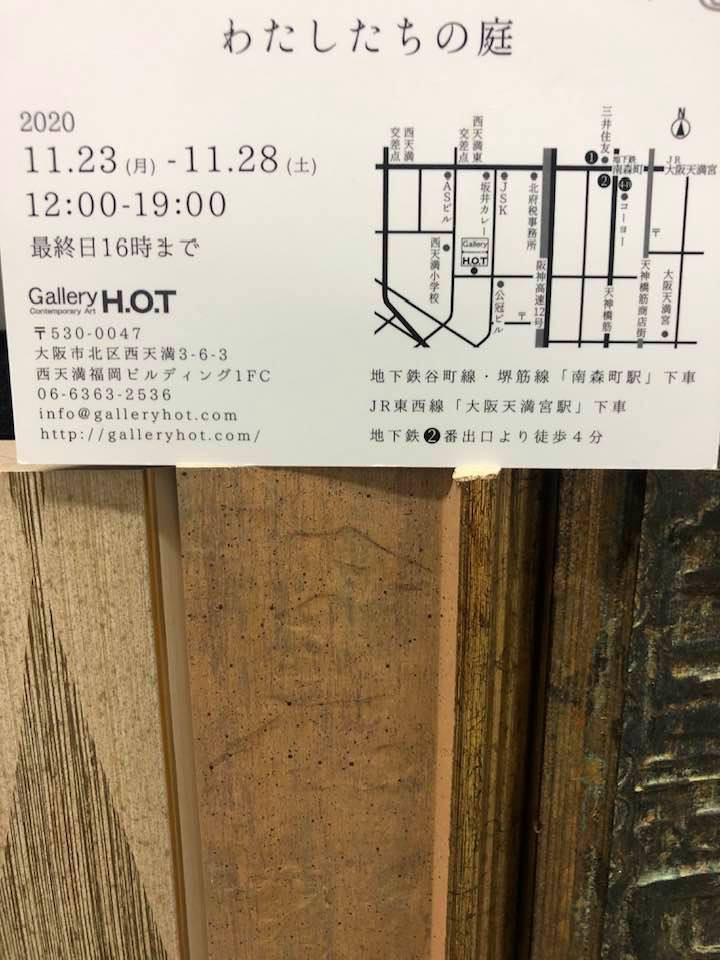 わたしたちの庭
2020
11.23 (月) - 11.28 (土)
12:00-19:00
最終日16時まで
Gallery H.O.T
Contemporary Art
〒530-0047
大阪市北区西天満3-6-3
西天満福岡ビルディング1FC
06-6363-2536
info@galleryhot.com
http://galleryhot.com/
N
西天満
交差点
西天満東
交差点
三井住友
❶
地下鉄
南森町
JR
大阪天満宮
❷
ASビル
坂井カレー
JSK
北府税事務所
コーヨー
〒
Gallery
H.O.T
西天満小学校
公冠ビル
〒
阪神高速12号
天神橋筋
天神橋筋商店街
大阪天満宮
地下鉄谷町線・堺筋線「南森町駅」下車
JR東西線「大阪天満宮駅」下車
地下鉄❷番出口より徒歩4分